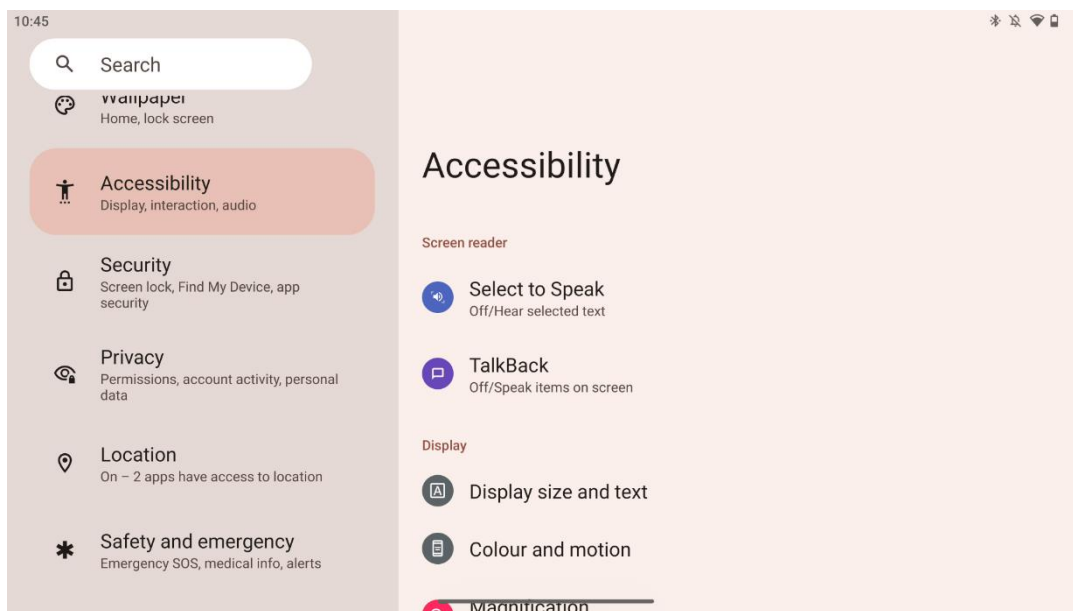 10:45
Search
Wallpaper
Home, lock screen
Accessibility
Display, interaction, audio
Security
Screen lock, Find My Device, app
security
Privacy
Permissions, account activity, personal
data
Location
On – 2 apps have access to location
Safety and emergency
Emergency SOS, medical info, alerts
Accessibility
Screen reader
Select to Speak
Off/Hear selected text
TalkBack
Off/Speak items on screen
Display
Display size and text
Colour and motion
Magnification